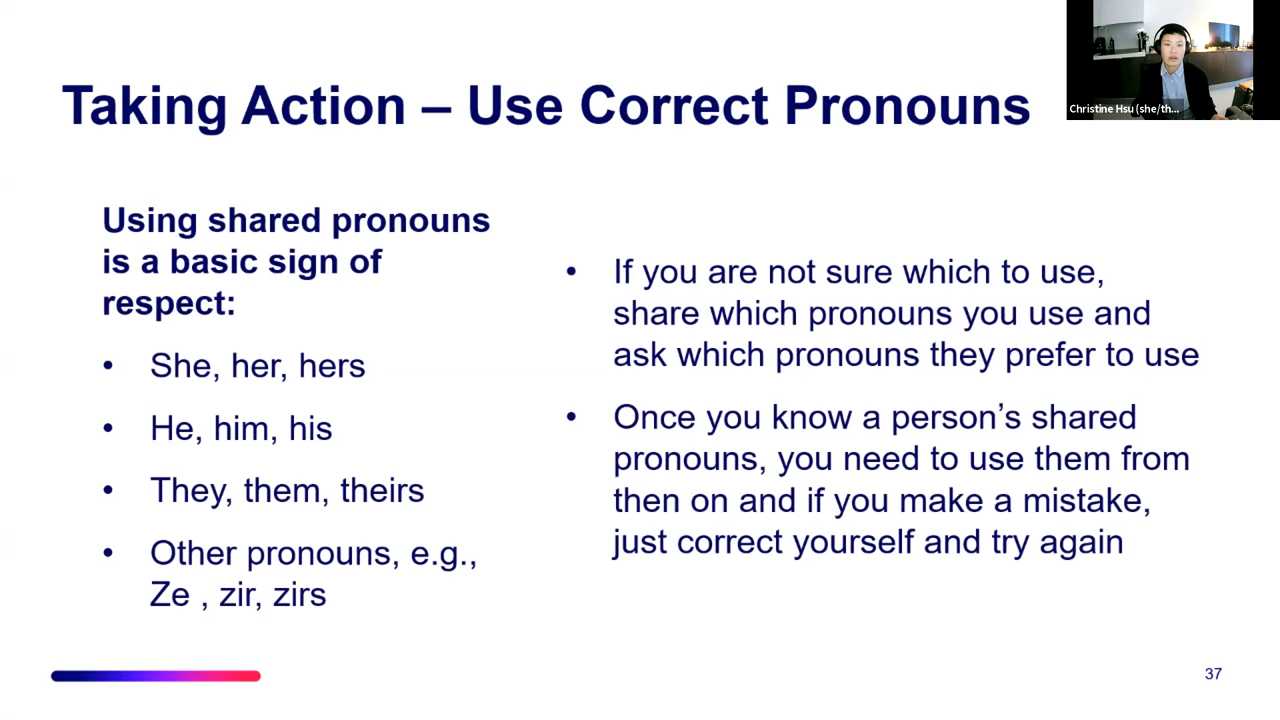 Taking Action – Use Correct Pronouns
Christine Hsu (she/th...
Using shared pronouns
is a basic sign of
respect:
• She, her, hers
• He, him, his
• They, them, theirs
• Other pronouns, e.g.,
Ze , zir, zirs
• If you are not sure which to use,
share which pronouns you use and
ask which pronouns they prefer to use
• Once you know a person’s shared
pronouns, you need to use them from
then on and if you make a mistake,
just correct yourself and try again
37